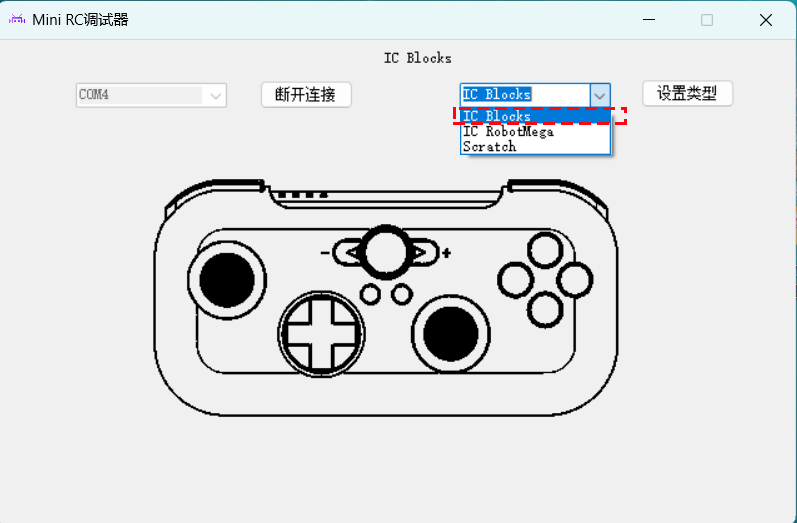 Mini RC调试器
IC Blocks
COM4
断开连接
IC Blocks
设置类型
IC Blocks
IC RobotMega
Scratch
- +